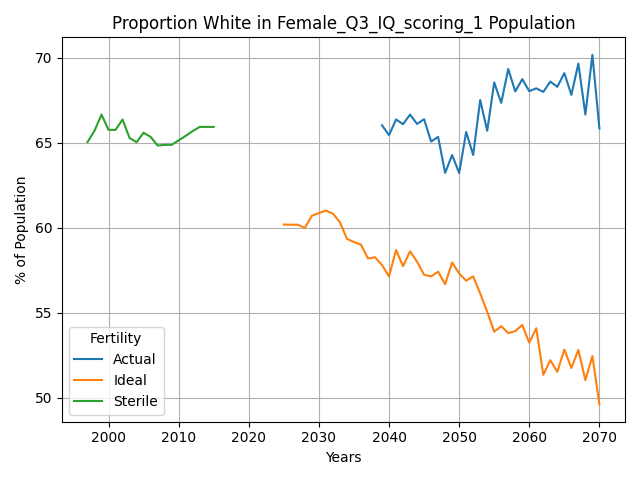 Proportion White in Female_Q3_IQ_scoring_1 Population
% of Population
70
65
60
55
50
Fertility
Actual
Ideal
Sterile
2000 2010 2020 2030 2040 2050 2060 2070
Years